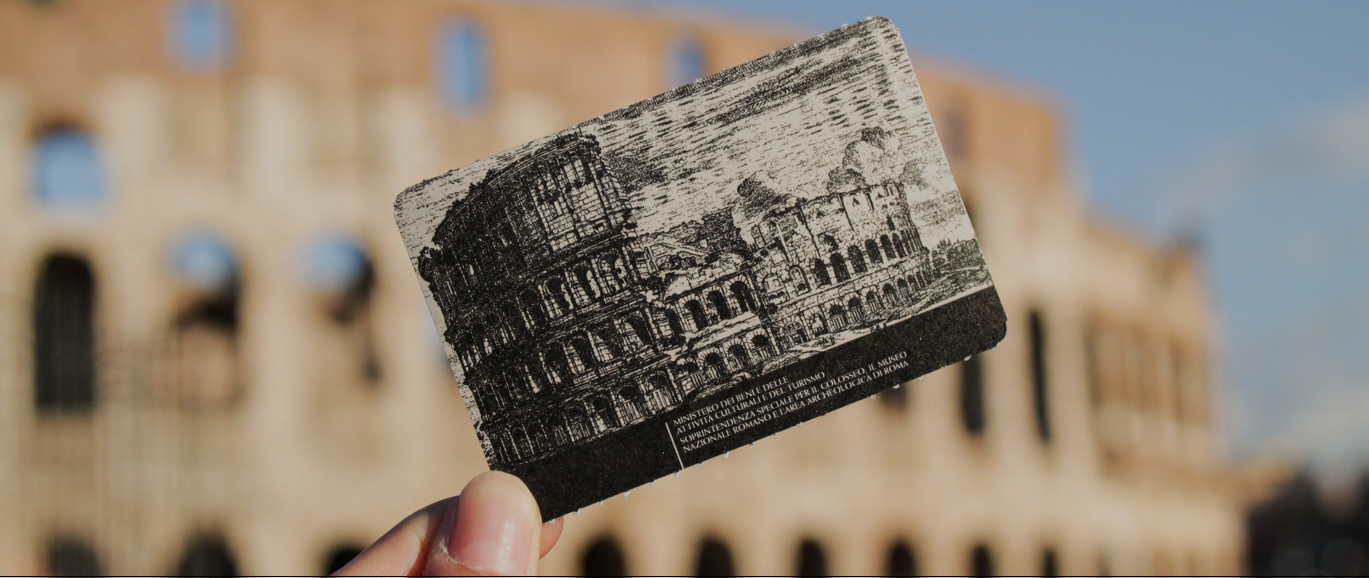 MINISTERO DEI BENI E DELLE
ATTIVITÀ CULTURALI E DEL TURISMO
SOPRINTENDENZA SPECIALE PER IL COLOSSEO, IL MUSEO
NAZIONALE ROMANO E L'AREA ARCHEOLOGICA DI ROMA